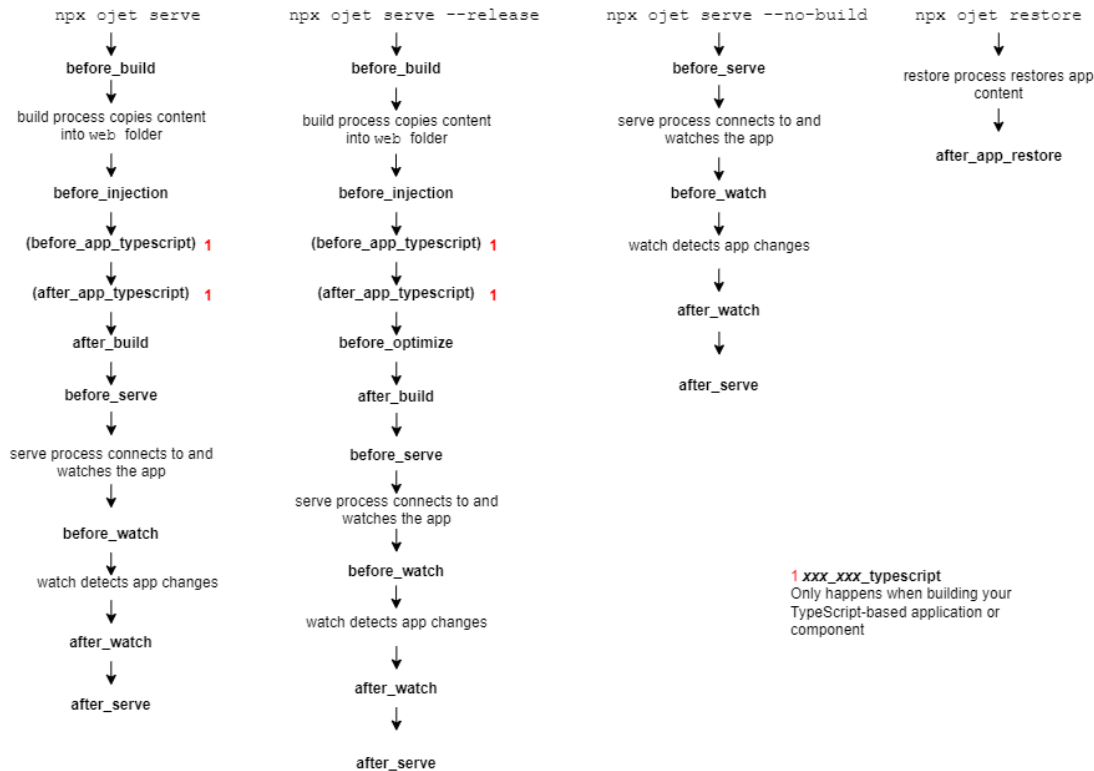 npx ojet serve
before_build
build process copies content
into web folder
before_injection
(before_app_typescript) 1
(after_app_typescript) 1
after_build
before_serve
serve process connects to and
watches the app
before_watch
watch detects app changes
after_watch
after_serve
npx ojet serve --release
before_build
build process copies content
into web folder
before_injection
(before_app_typescript) 1
(after_app_typescript) 1
before_optimize
after_build
before_serve
serve process connects to and
watches the app
before_watch
watch detects app changes
after_watch
after_serve
npx ojet serve --no-build
before_serve
serve process connects to and
watches the app
before_watch
watch detects app changes
after_watch
after_serve
npx ojet restore
restore process restores app
content
after_app_restore
1 xxx_xxx_typescript
Only happens when building your
TypeScript-based application or
component